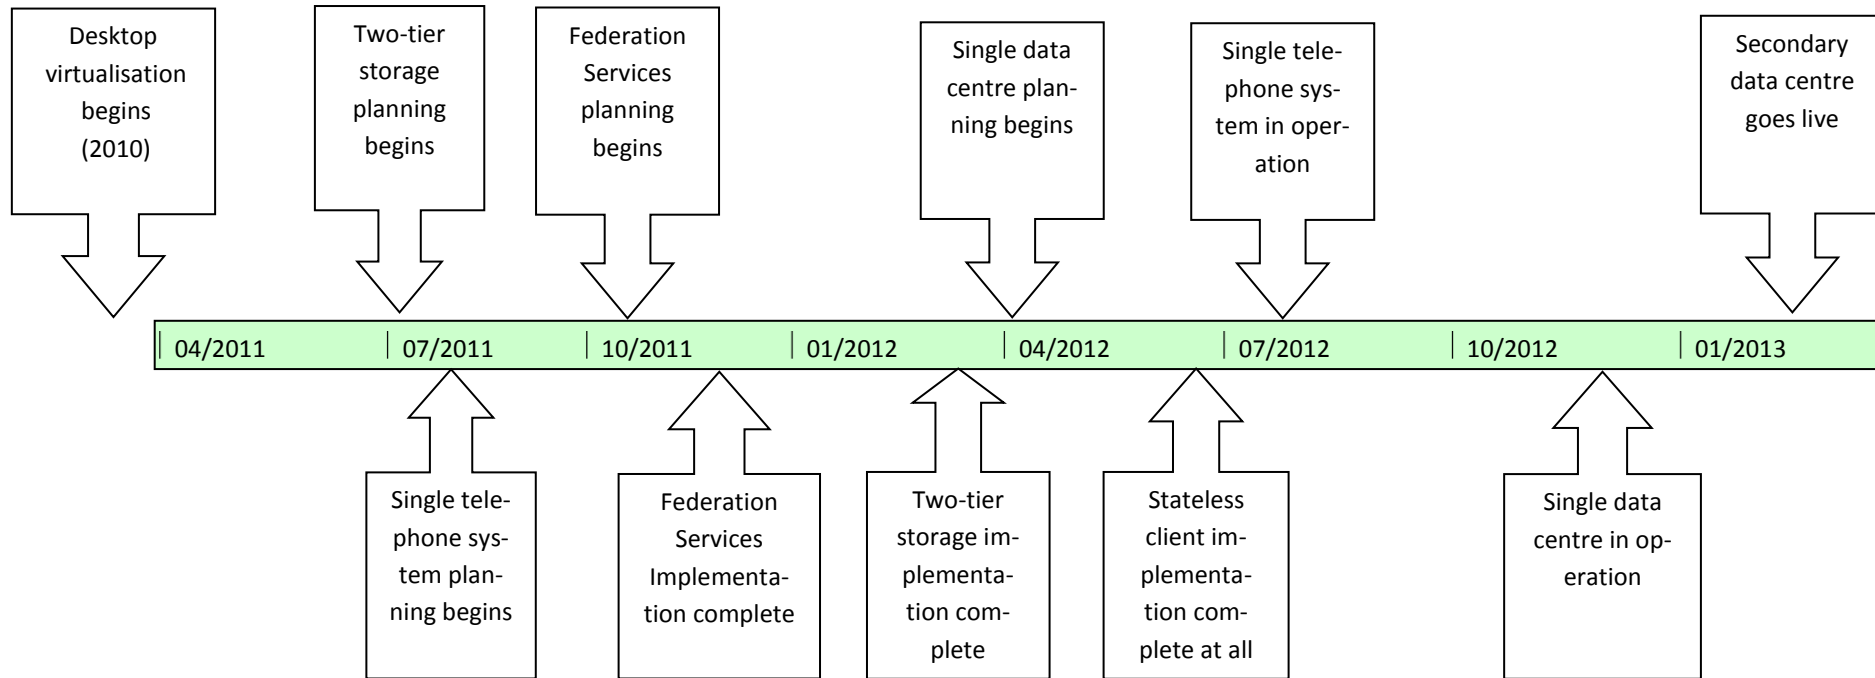 Desktop
virtualisation
begins
(2010)
Two-tier
storage
planning
begins
Federation
Services
planning
begins
Single data
centre plan-
ning begins
Single tele-
phone sys-
tem in oper-
ation
Secondary
data centre
goes live
04/2011
07/2011
10/2011
01/2012
04/2012
07/2012
10/2012
01/2013
Single tele-
phone sys-
tem plan-
ning begins
Federation
Services
Implementa-
tion complete
Two-tier
storage im-
plementa-
tion com-
plete
Stateless
client im-
plementa-
tion com-
plete at all
Single data
centre in op-
eration